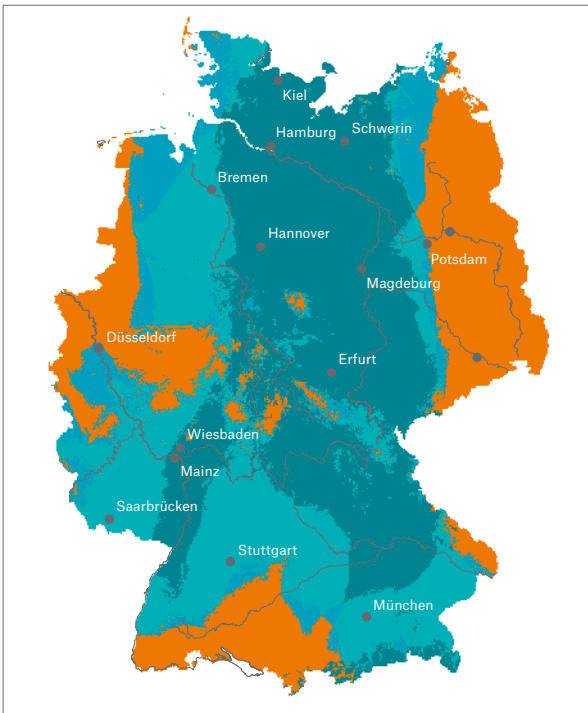 Kiel
Schwerin
Hamburg
Bremen
Hannover
Potsdam
Magdeburg
Düsseldorf
Erfurt
Wiesbaden
Mainz
Saarbrücken
Stuttgart
München